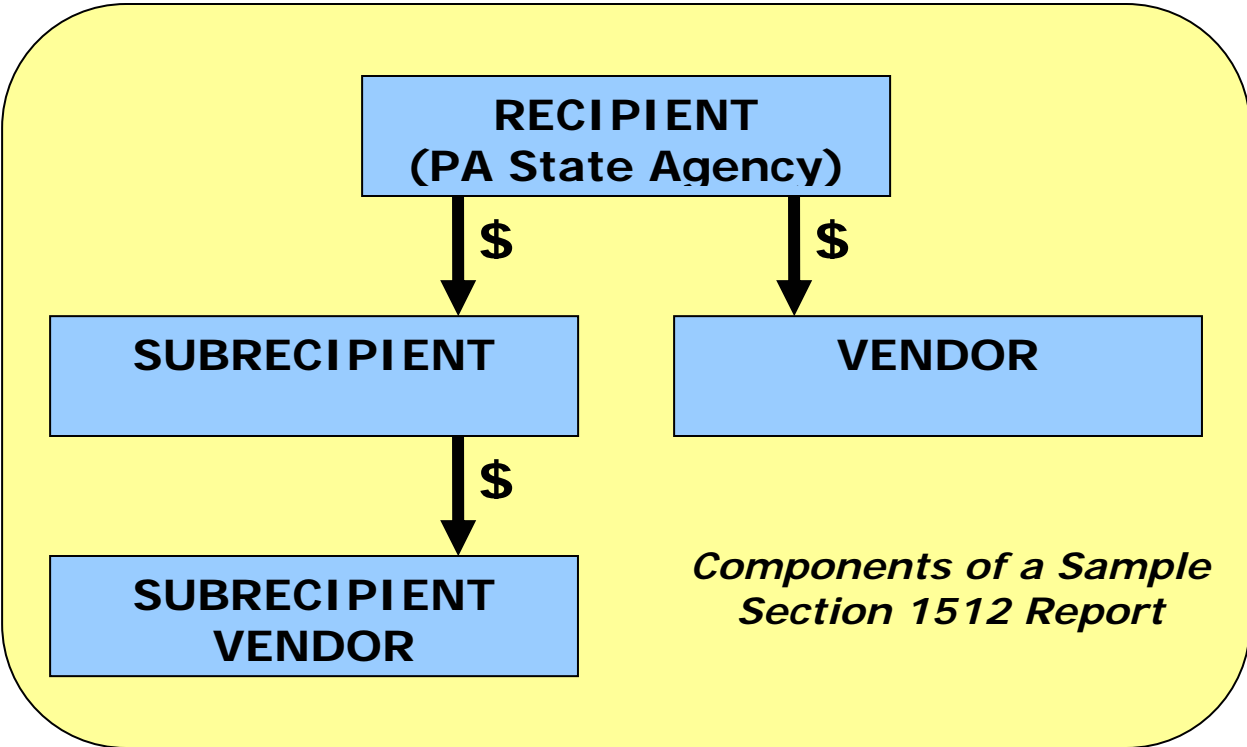 RECIPIENT
(PA State Agency)
$
$
SUBRECIPIENT
VENDOR
$
SUBRECIPIENT
VENDOR
Components of a Sample
Section 1512 Report